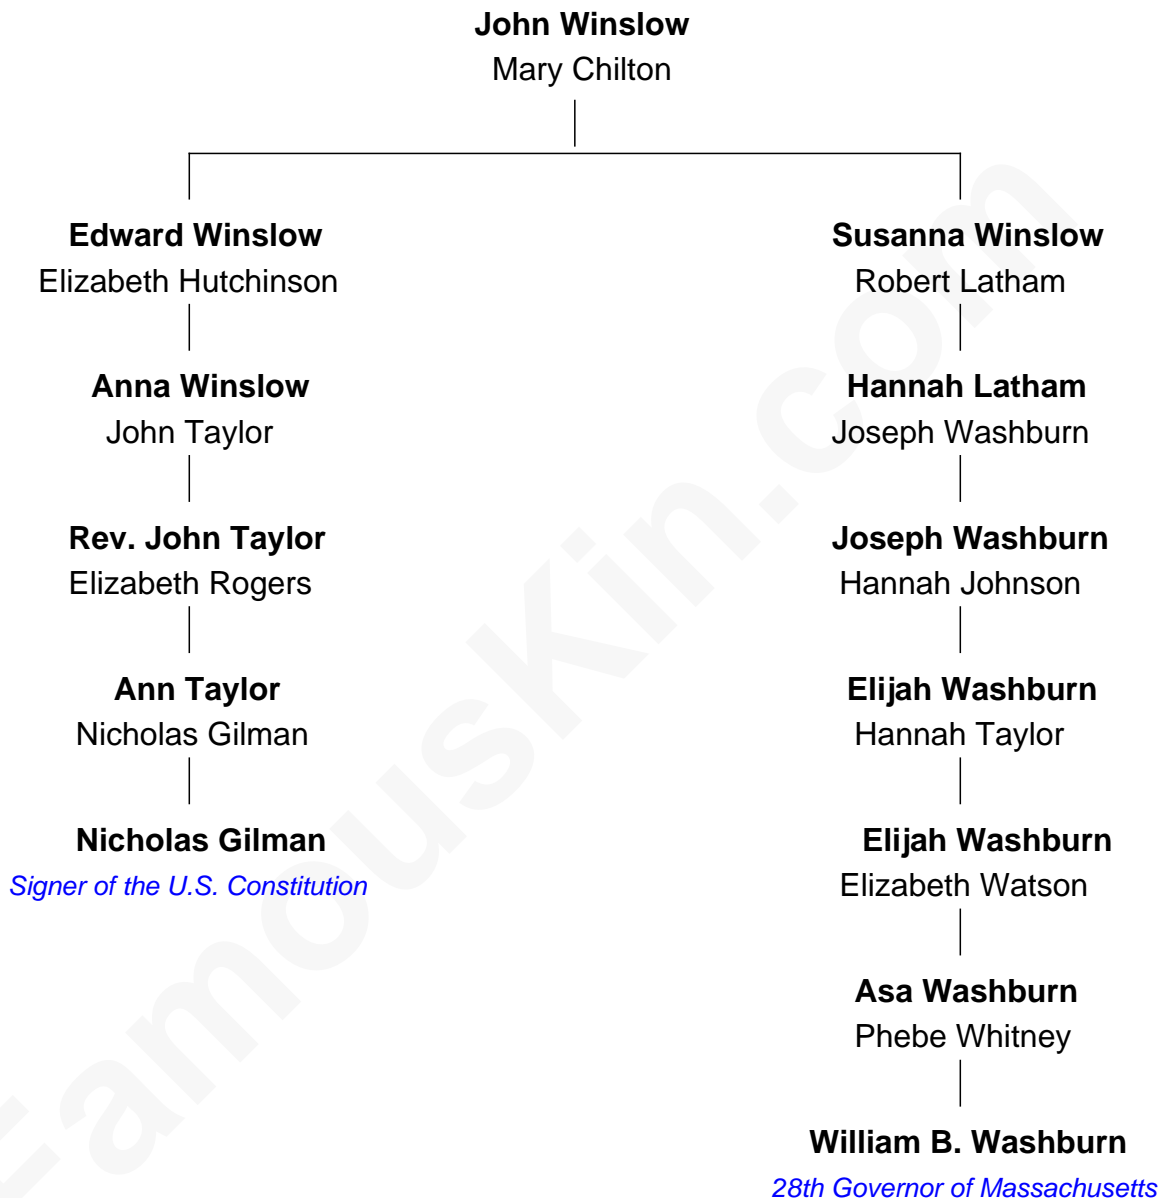 John Winslow
Mary Chilton
Edward Winslow
Elizabeth Hutchinson
Susanna Winslow
Robert Latham
Anna Winslow
John Taylor
Hannah Latham
Joseph Washburn
Rev. John Taylor
Elizabeth Rogers
Joseph Washburn
Hannah Johnson
Ann Taylor
Nicholas Gilman
Elijah Washburn
Hannah Taylor
Nicholas Gilman
Signer of the U.S. Constitution
Elijah Washburn
Elizabeth Watson
Asa Washburn
Phebe Whitney
William B. Washburn
28th Governor of Massachusetts
FamousKin.com